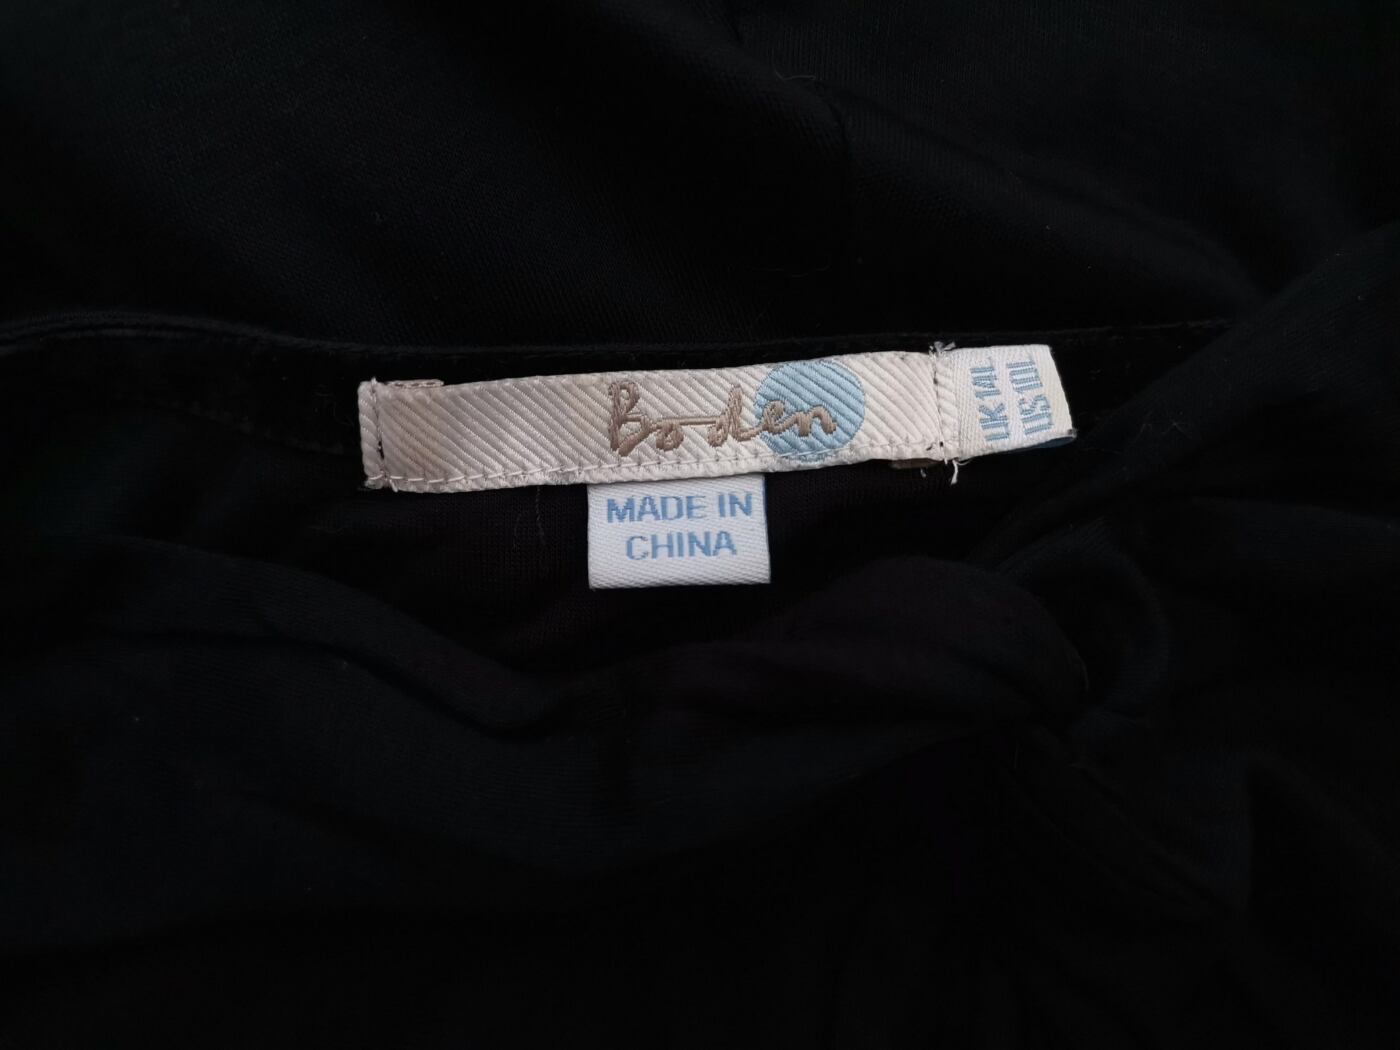 Boden
UK 14L
US 10L
MADE IN
CHINA